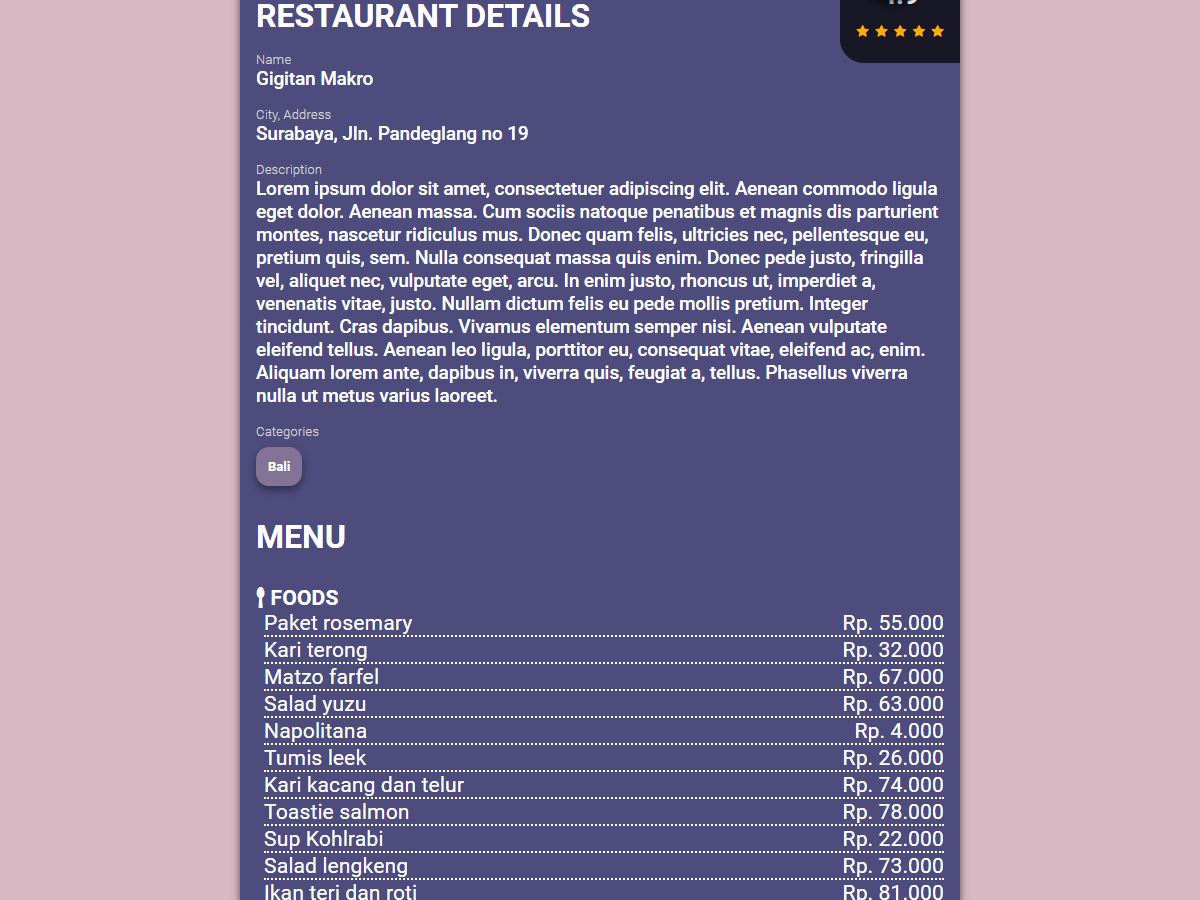 RESTAURANT DETAILS
Name
Gigitan Makro
City, Address
Surabaya, Jln. Pandeglang no 19
Description
Lorem ipsum dolor sit amet, consectetuer adipiscing elit. Aenean commodo ligula
eget dolor. Aenean massa. Cum sociis natoque penatibus et magnis dis parturient
montes, nascetur ridiculus mus. Donec quam felis, ultricies nec, pellentesque eu,
pretium quis, sem. Nulla consequat massa quis enim. Donec pede justo, fringilla
vel, aliquet nec, vulputate eget, arcu. In enim justo, rhoncus ut, imperdiet a,
venenatis vitae, justo. Nullam dictum felis eu pede mollis pretium. Integer
tincidunt. Cras dapibus. Vivamus elementum semper nisi. Aenean vulputate
eleifend tellus. Aenean leo ligula, porttitor eu, consequat vitae, eleifend ac, enim.
Aliquam lorem ante, dapibus in, viverra quis, feugiat a, tellus. Phasellus viverra
nulla ut metus varius laoreet.
Categories
Bali
MENU
FOODS
Paket rosemary Rp. 55.000
Kari terong Rp. 32.000
Matzo farfel Rp. 67.000
Salad yuzu Rp. 63.000
Napolitana Rp. 4.000
Tumis leek Rp. 26.000
Kari kacang dan telur Rp. 74.000
Toastie salmon Rp. 78.000
Sup Kohlrabi Rp. 22.000
Salad lengkeng Rp. 73.000
Ikan teri dan roti Rp. 81.000